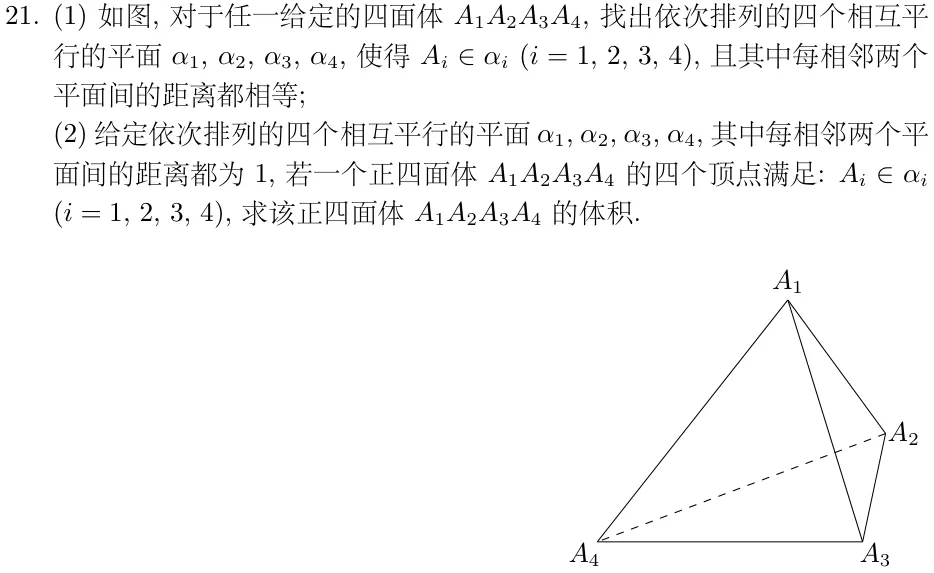 21. (1) 如图, 对于任一给定的四面体 A₁A₂A₃A₄, 找出依次排列的四个相互平
行的平面 α₁, α₂, α₃, α₄, 使得 Aᵢ ∈ αᵢ (i = 1, 2, 3, 4), 且其中每相邻两个
平面间的距离都相等;
(2) 给定依次排列的四个相互平行的平面 α₁, α₂, α₃, α₄, 其中每相邻两个平
面间的距离都为 1, 若一个正四面体 A₁A₂A₃A₄ 的四个顶点满足: Aᵢ ∈ αᵢ
(i = 1, 2, 3, 4), 求该正四面体 A₁A₂A₃A₄ 的体积.
A₁
A₂
A₄
A₃